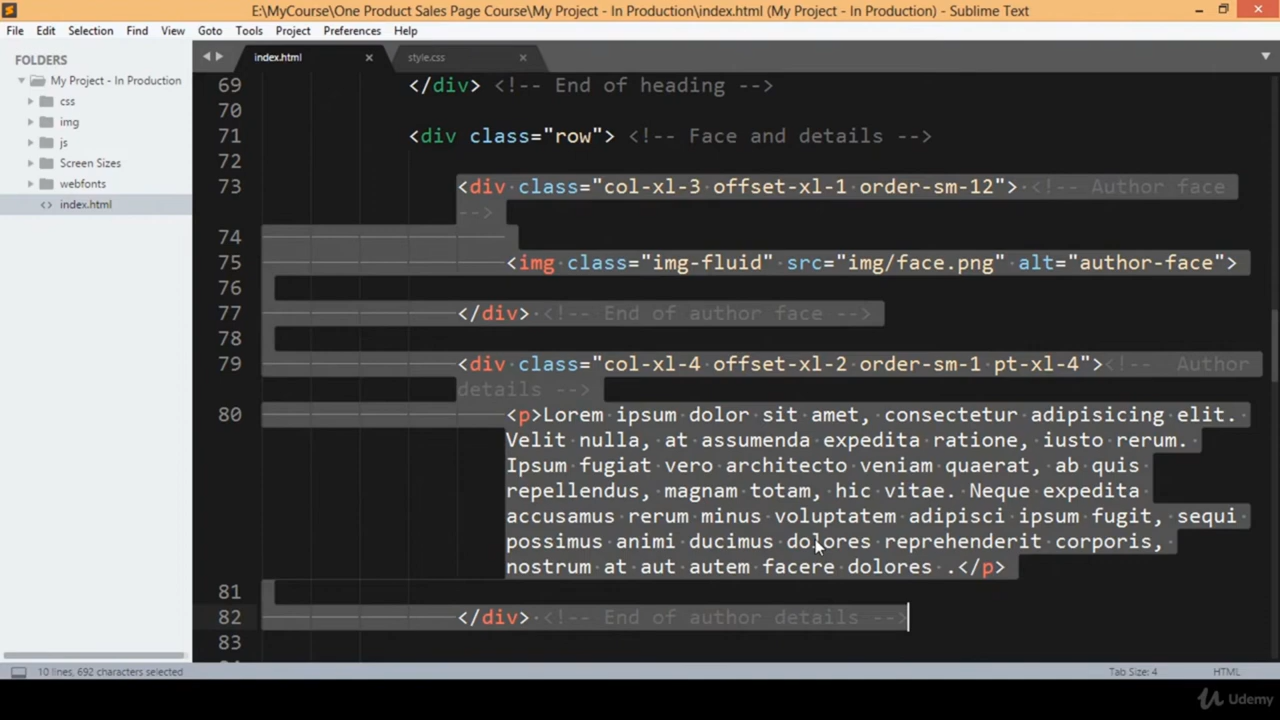 E:\MyCourse\One Product Sales Page Course\My Project - In Production\index.html (My Project - In Production) - Sublime Text
File Edit Selection Find View Goto Tools Project Preferences Help
FOLDERS
My Project - In Production
css
img
js
Screen Sizes
webfonts
<> index.html
index.html × style.css ×
69 </div> <!-- End of heading -->
70
71 <div class="row"> <!-- Face and details -->
72
73 <div class="col-xl-3 offset-xl-1 order-sm-12"> <!-- Author face
-->
74
75 <img class="img-fluid" src="img/face.png" alt="author-face">
76
77 </div> <!-- End of author face -->
78
79 <div class="col-xl-4 offset-xl-2 order-sm-1 pt-xl-4"><!--  Author
details -->
80 <p>Lorem ipsum dolor sit amet, consectetur adipisicing elit.
Velit nulla, at assumenda expedita ratione, iusto rerum.
Ipsum fugiat vero architecto veniam quaerat, ab quis
repellendus, magnam totam, hic vitae. Neque expedita
accusamus rerum minus voluptatem adipisci ipsum fugit, sequi
possimus animi ducimus dolores reprehenderit corporis,
nostrum at aut autem facere dolores .</p>
81
82 </div> <!-- End of author details -->
83
10 lines, 692 characters selected
Tab Size: 4
HTML
Udemy